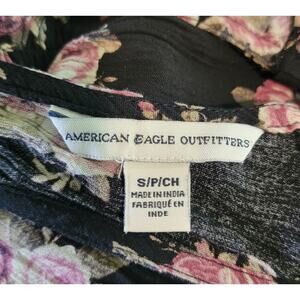 AMERICAN EAGLE OUTFITTERS
S/P/CH
MADE IN INDIA
FABRIQUÉ EN
INDE